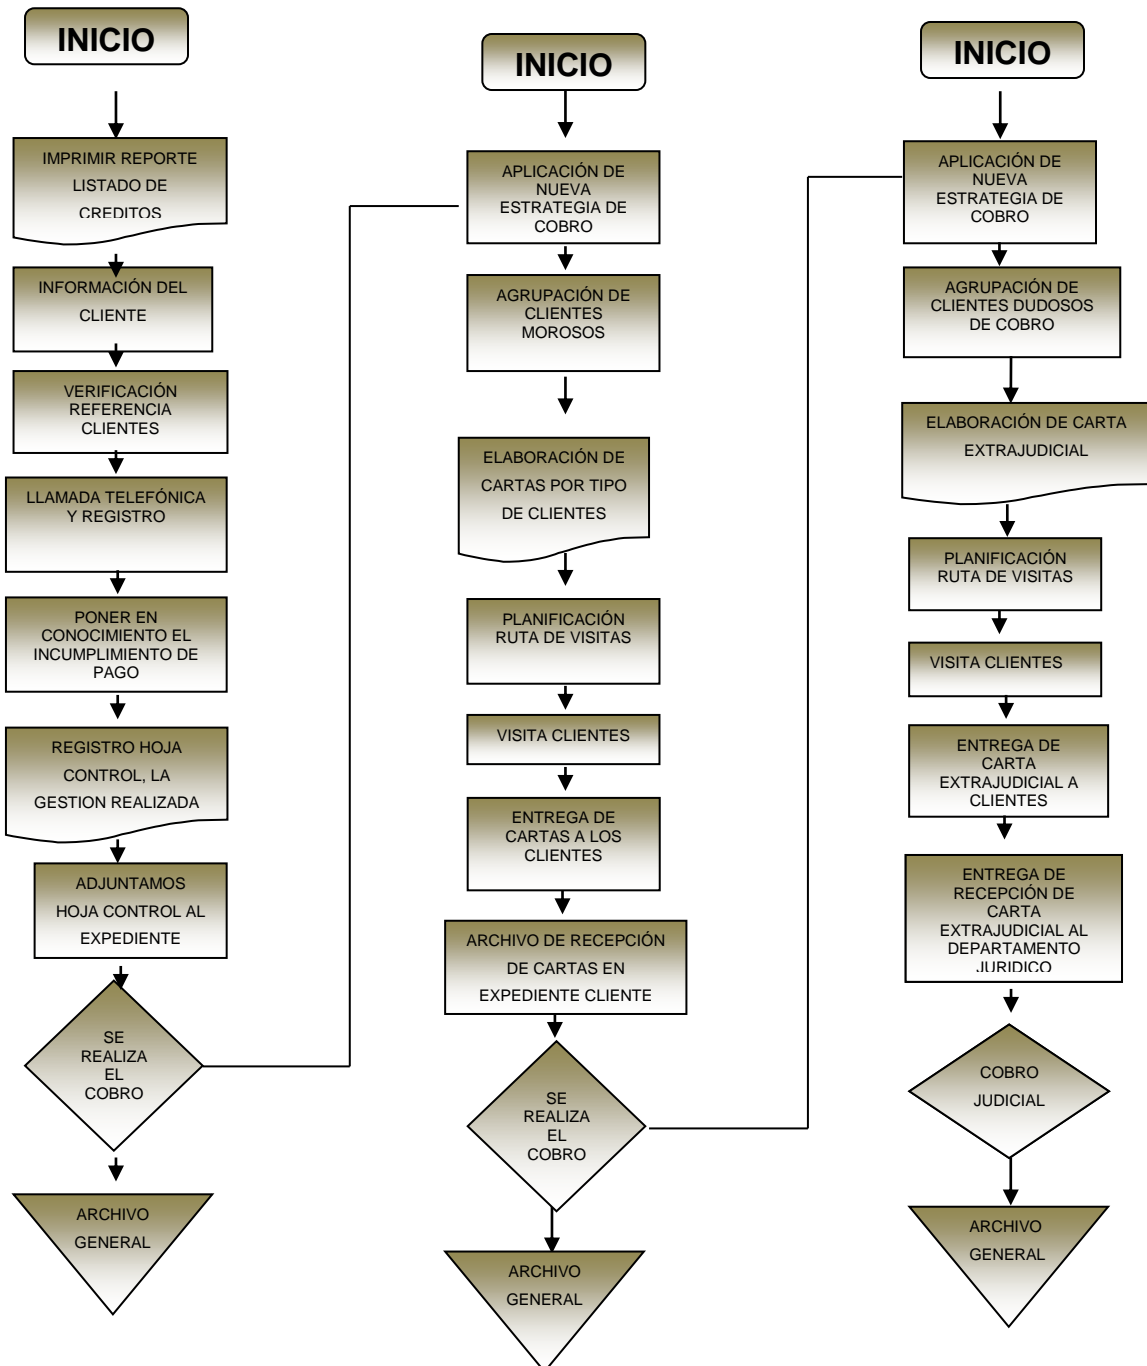 INICIO
IMPRIMIR REPORTE
LISTADO DE
CREDITOS
INFORMACIÓN DEL
CLIENTE
VERIFICACIÓN
REFERENCIA
CLIENTES
LLAMADA TELEFÓNICA
Y REGISTRO
PONER EN
CONOCIMIENTO EL
INCUMPLIMIENTO DE
PAGO
REGISTRO HOJA
CONTROL, LA
GESTION REALIZADA
ADJUNTAMOS
HOJA CONTROL AL
EXPEDIENTE
SE
REALIZA
EL
COBRO
ARCHIVO
GENERAL
INICIO
APLICACIÓN DE
NUEVA
ESTRATEGIA DE
COBRO
AGRUPACIÓN DE
CLIENTES
MOROSOS
ELABORACIÓN DE
CARTAS POR TIPO
DE CLIENTES
PLANIFICACIÓN
RUTA DE VISITAS
VISITA CLIENTES
ENTREGA DE
CARTAS A LOS
CLIENTES
ARCHIVO DE RECEPCIÓN
DE CARTAS EN
EXPEDIENTE CLIENTE
SE
REALIZA
EL
COBRO
ARCHIVO
GENERAL
INICIO
APLICACIÓN DE
NUEVA
ESTRATEGIA DE
COBRO
AGRUPACIÓN DE
CLIENTES DUDOSOS
DE COBRO
ELABORACIÓN DE CARTA
EXTRAJUDICIAL
PLANIFICACIÓN
RUTA DE VISITAS
VISITA CLIENTES
ENTREGA DE
CARTA
EXTRAJUDICIAL A
CLIENTES
ENTREGA DE
RECEPCIÓN DE
CARTA
EXTRAJUDICIAL AL
DEPARTAMENTO
JURIDICO
COBRO
JUDICIAL
ARCHIVO
GENERAL